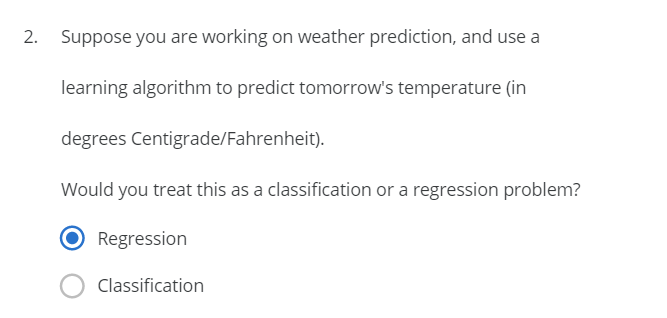 2. Suppose you are working on weather prediction, and use a
learning algorithm to predict tomorrow's temperature (in
degrees Centigrade/Fahrenheit).
Would you treat this as a classification or a regression problem?
Regression
Classification